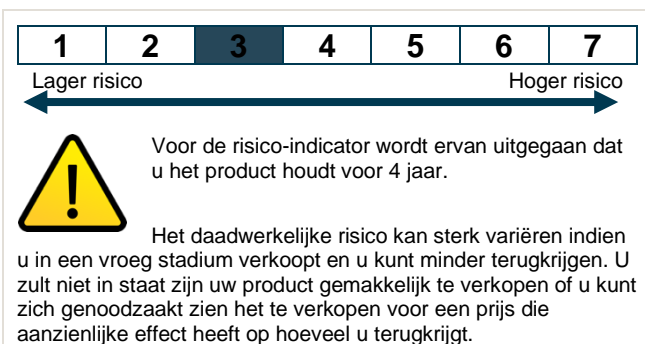 1 2 3 4 5 6 7
Lager risico Hoger risico
Voor de risico-indicator wordt ervan uitgegaan dat
u het product houdt voor 4 jaar.
Het daadwerkelijke risico kan sterk variëren indien
u in een vroeg stadium verkoopt en u kunt minder terugkrijgen. U
zult niet in staat zijn uw product gemakkelijk te verkopen of u kunt
zich genoodzaakt zien het te verkopen voor een prijs die
aanzienlijke effect heeft op hoeveel u terugkrijgt.